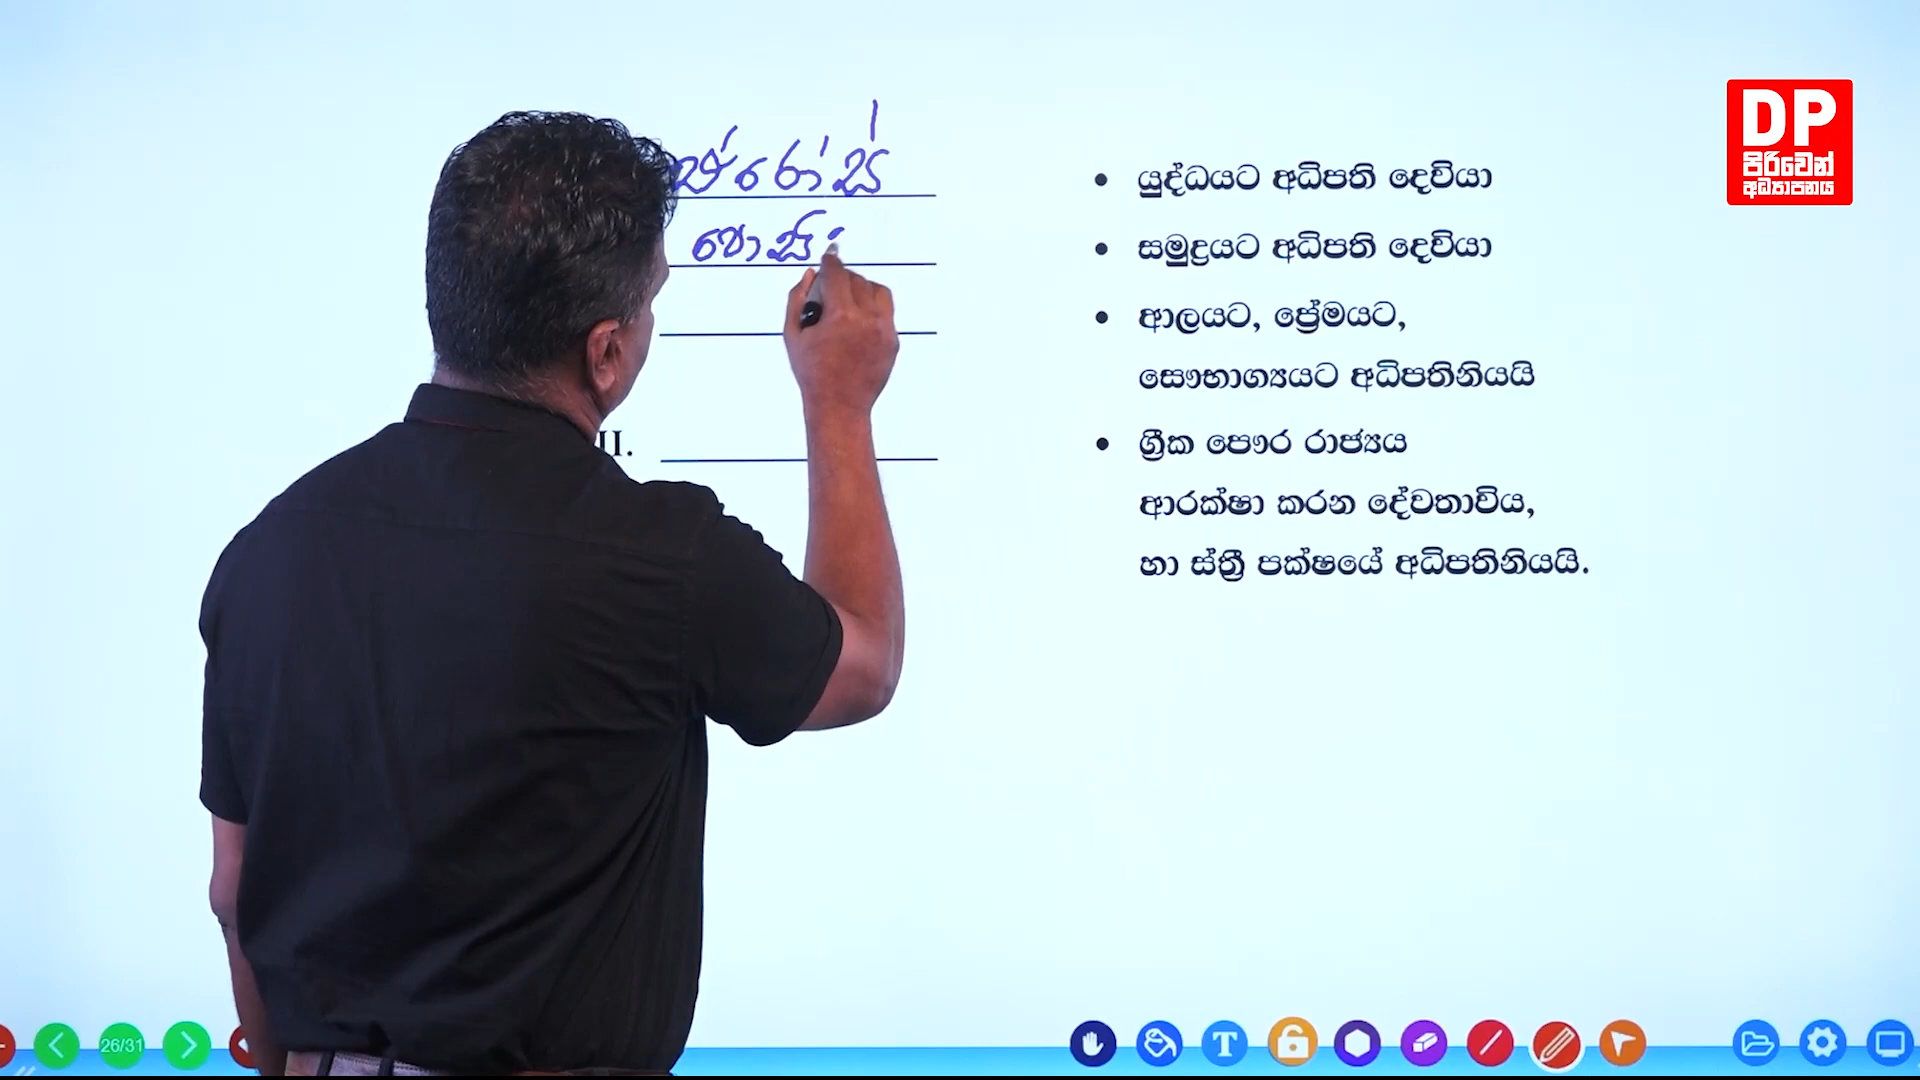 DP
පිරිවෙන්
අධ්‍යාපනය
යුද්ධයට අධිපති දෙවියා
පොසි
සමුද්‍රයට අධිපති දෙවියා
ආලයට, ප්‍රේමයට,
සෞභාග්‍යයට අධිපතිනියයි
II.
ග්‍රීක පෞර රාජ්‍යය
ආරක්ෂා කරන දේවතාවිය,
හා ස්ත්‍රී පක්ෂයේ අධිපතිනියයි.
26/31
T